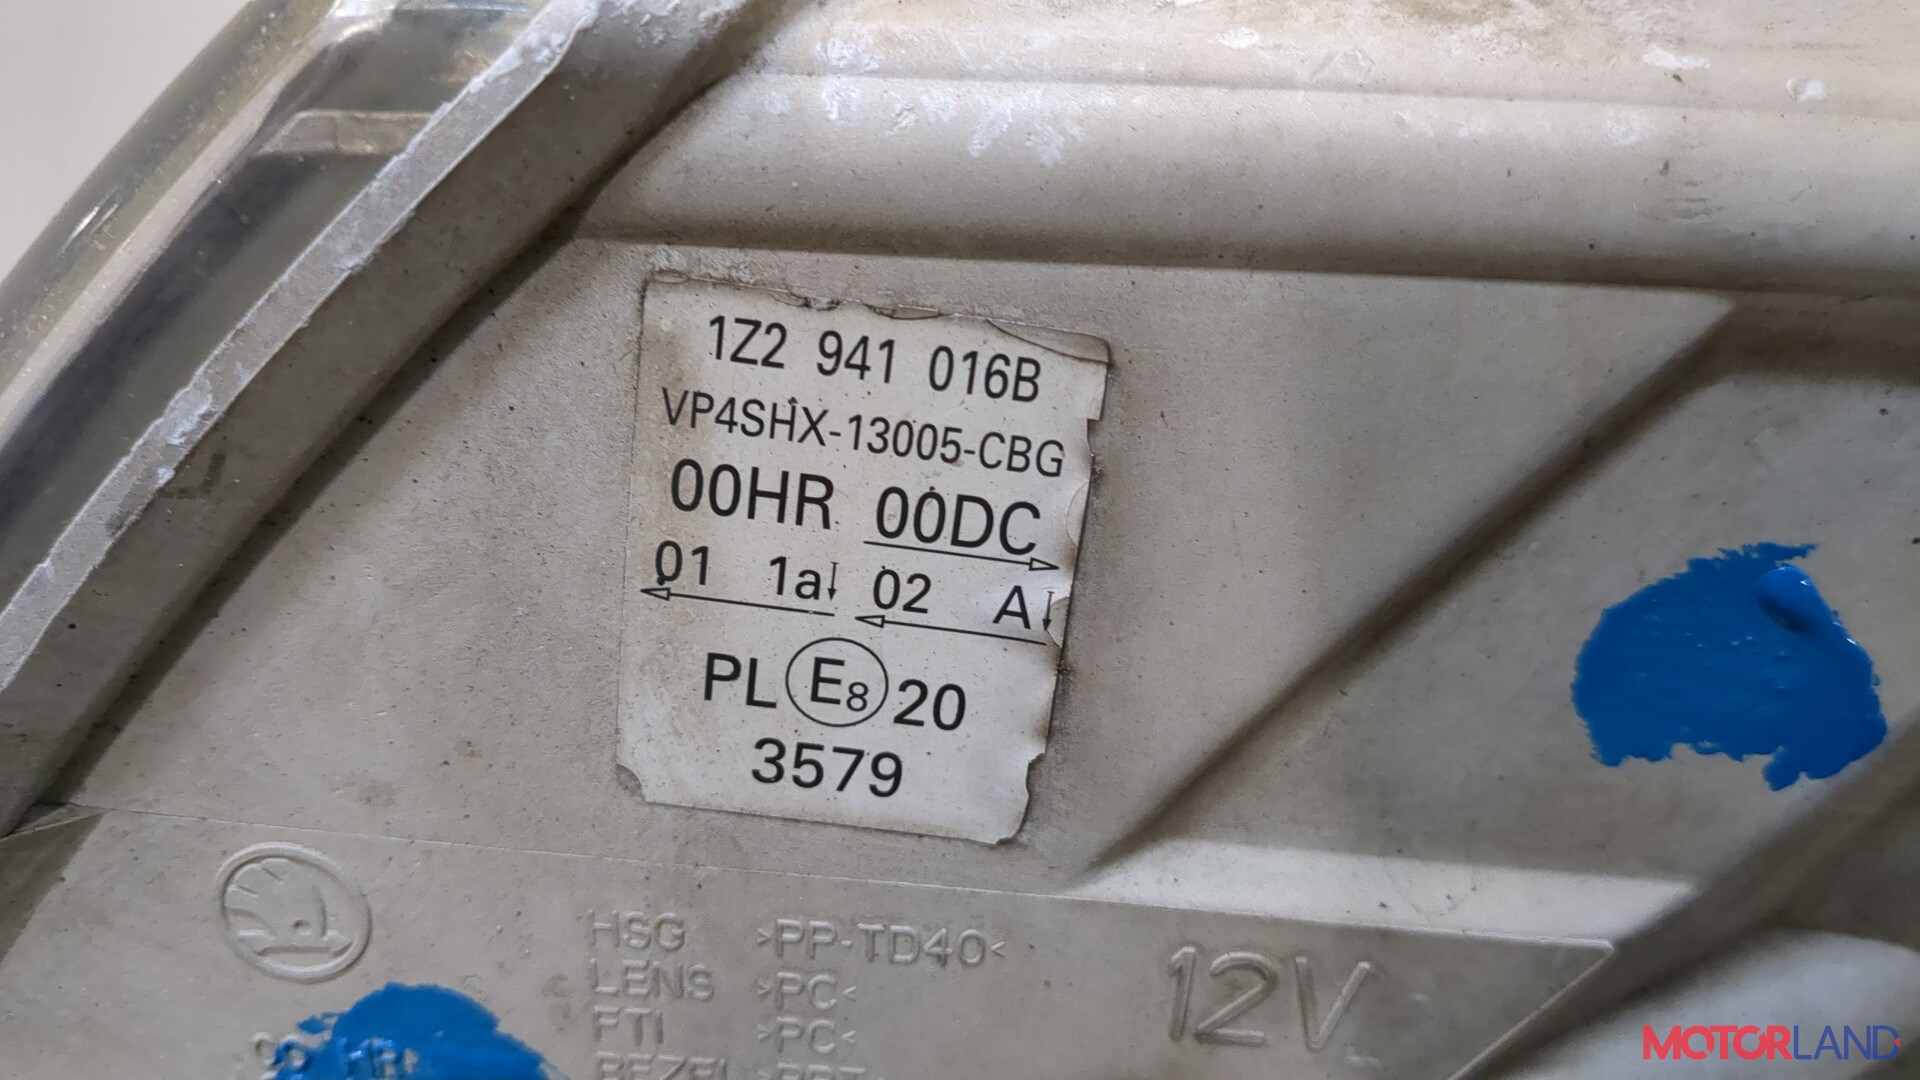 1Z2 941 016B
VP4SHX-13005-CBG
00HR 00DC
01 1a↓ 02 A↓
PL E8 20
3579
HSG >PP-TD40<
LENS >PC<
FTI >PC<
12V
MOTORLAND